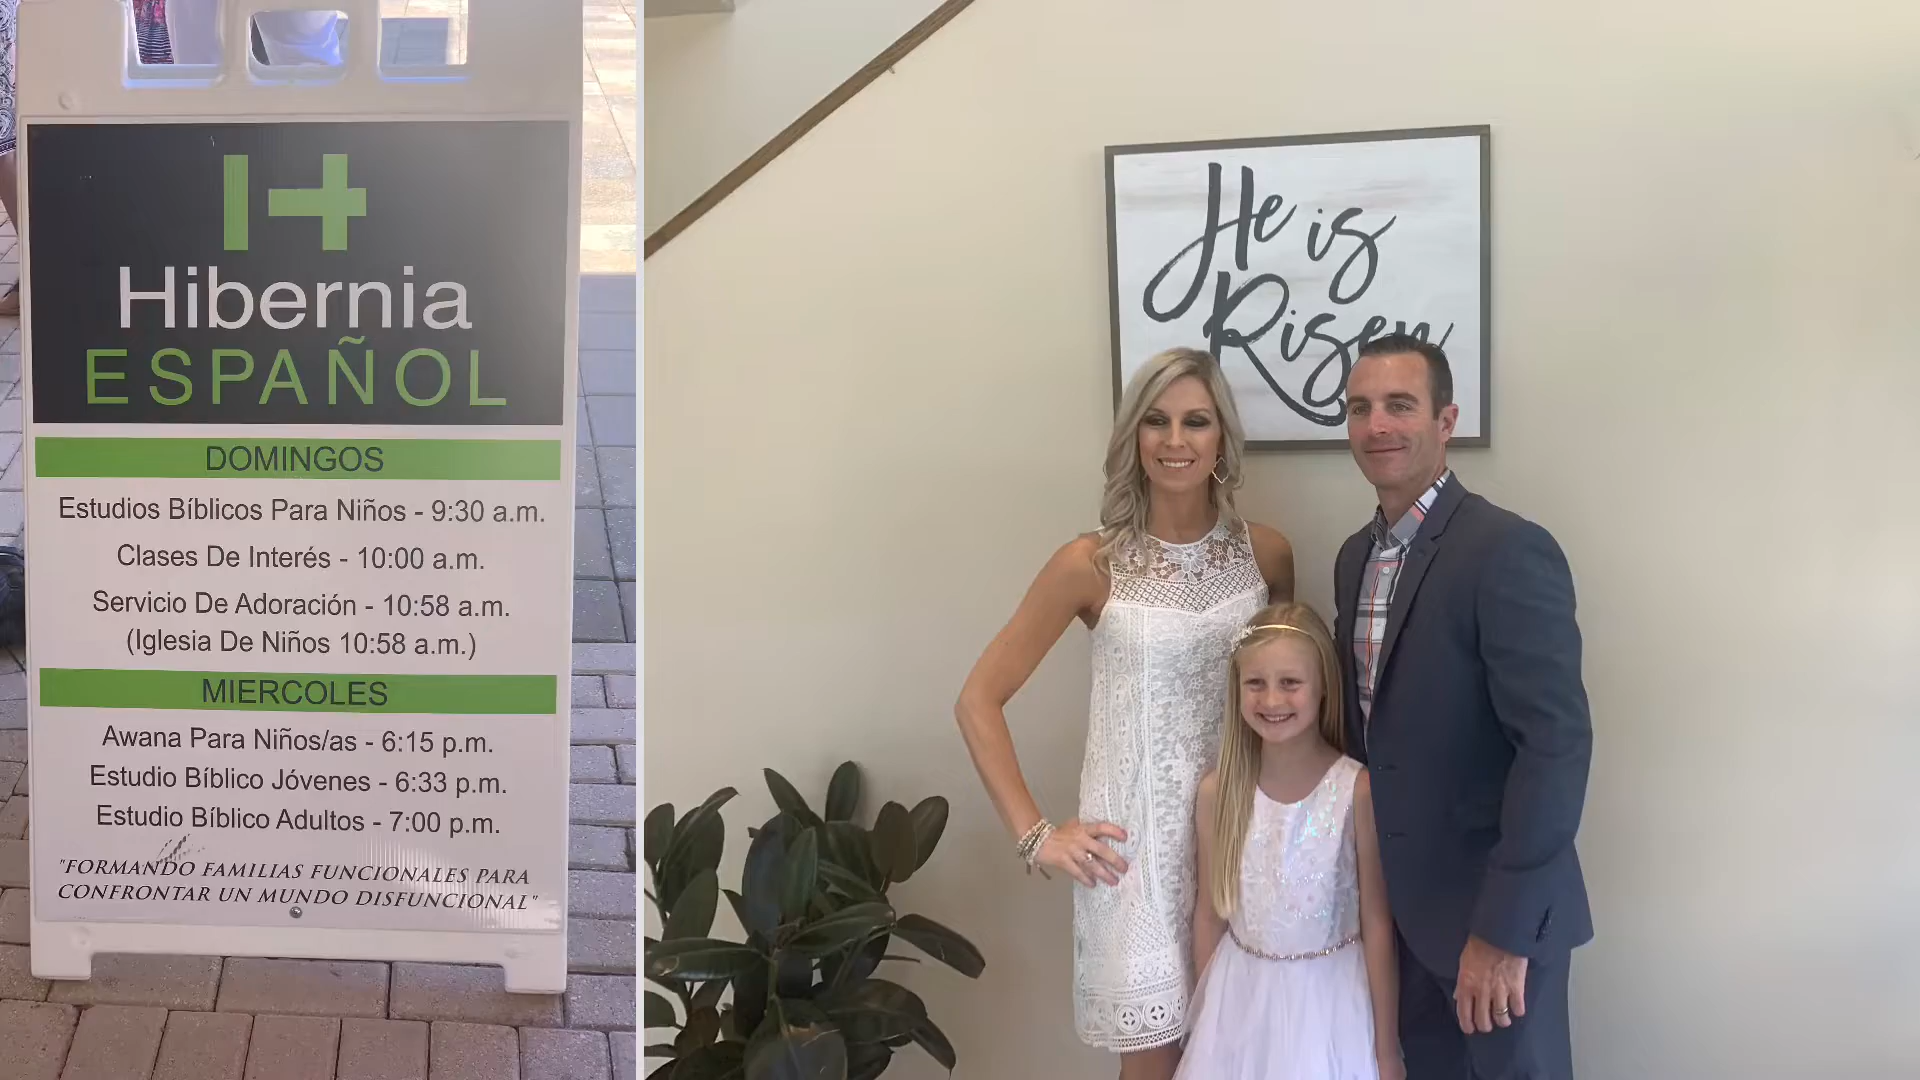 Hibernia
ESPAÑOL
DOMINGOS
Estudios Bíblicos Para Niños - 9:30 a.m.
Clases De Interés - 10:00 a.m.
Servicio De Adoración - 10:58 a.m.
(Iglesia De Niños 10:58 a.m.)
MIERCOLES
Awana Para Niños/as - 6:15 p.m.
Estudio Bíblico Jóvenes - 6:33 p.m.
Estudio Bíblico Adultos - 7:00 p.m.
"FORMANDO FAMILIAS FUNCIONALES PARA
CONFRONTAR UN MUNDO DISFUNCIONAL"
He is
Risen